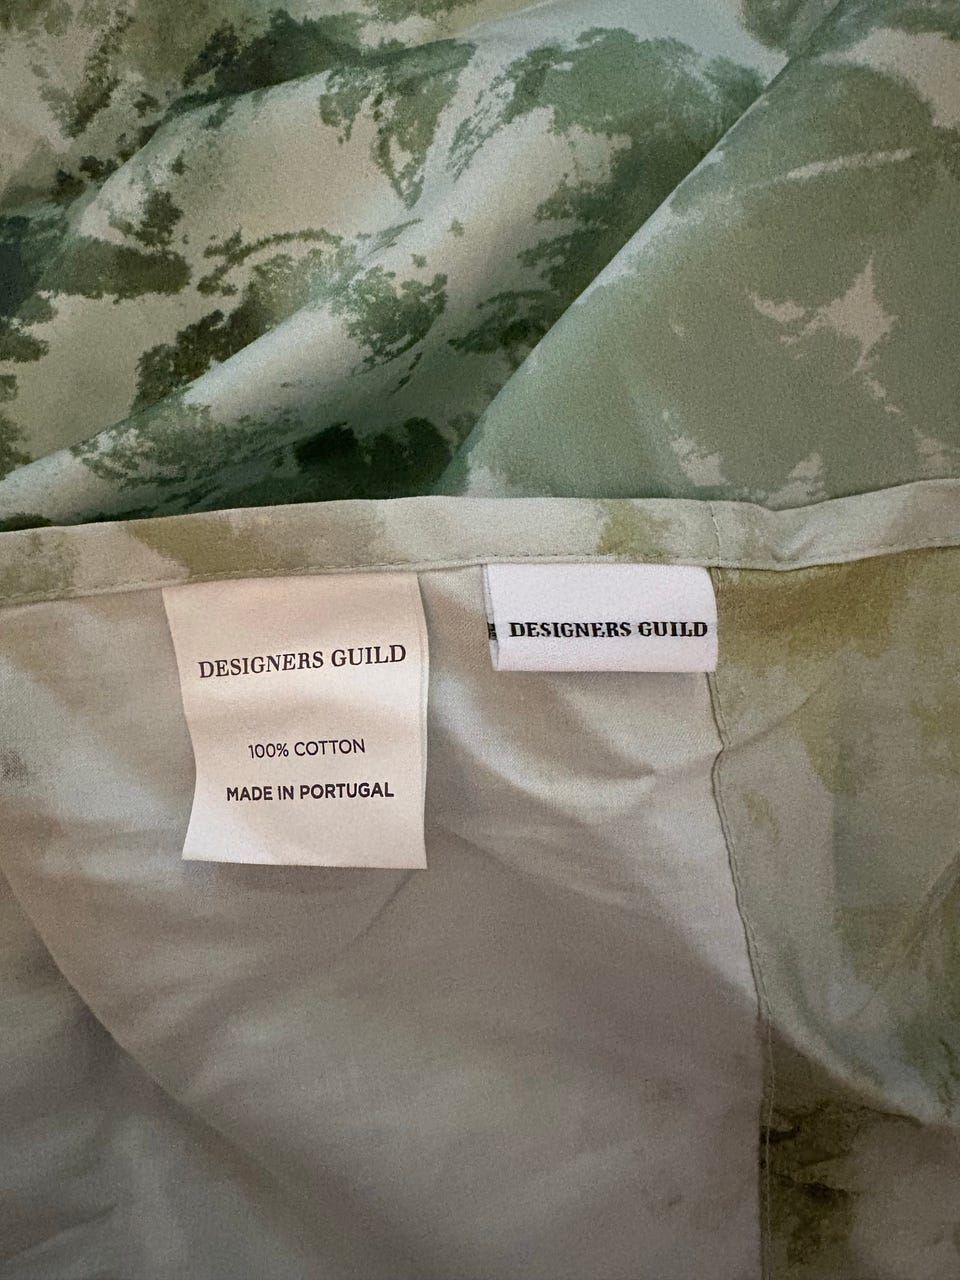 DESIGNERS GUILD
100% COTTON
MADE IN PORTUGAL
DESIGNERS GUILD